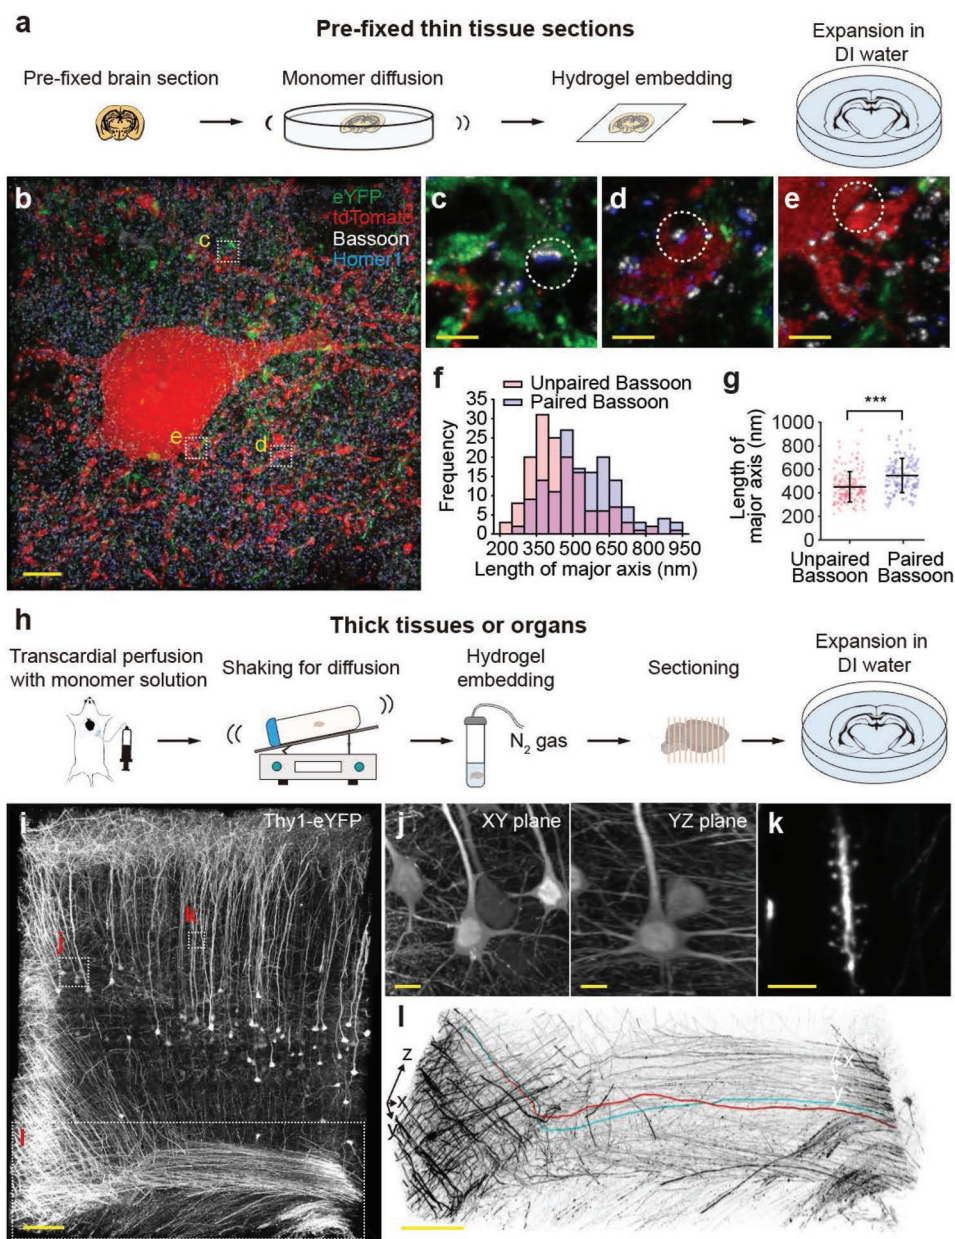 a
Pre-fixed thin tissue sections
Pre-fixed brain section
Monomer diffusion
Hydrogel embedding
Expansion in
DI water
b
eYFP
tdTomato
Bassoon
Homer1
c
e
d
c
d
e
f
Unpaired Bassoon
Paired Bassoon
Frequency
35
30
25
20
15
10
5
0
200 350 500 650 800 950
Length of major axis (nm)
g
***
Length of
major axis (nm)
1000
800
600
400
200
0
Unpaired
Bassoon
Paired
Bassoon
h
Thick tissues or organs
Transcardial perfusion
with monomer solution
Shaking for diffusion
Hydrogel
embedding
N2 gas
Sectioning
Expansion in
DI water
i
Thy1-eYFP
j
k
l
j
XY plane
YZ plane
k
l
z
x
y
x
y